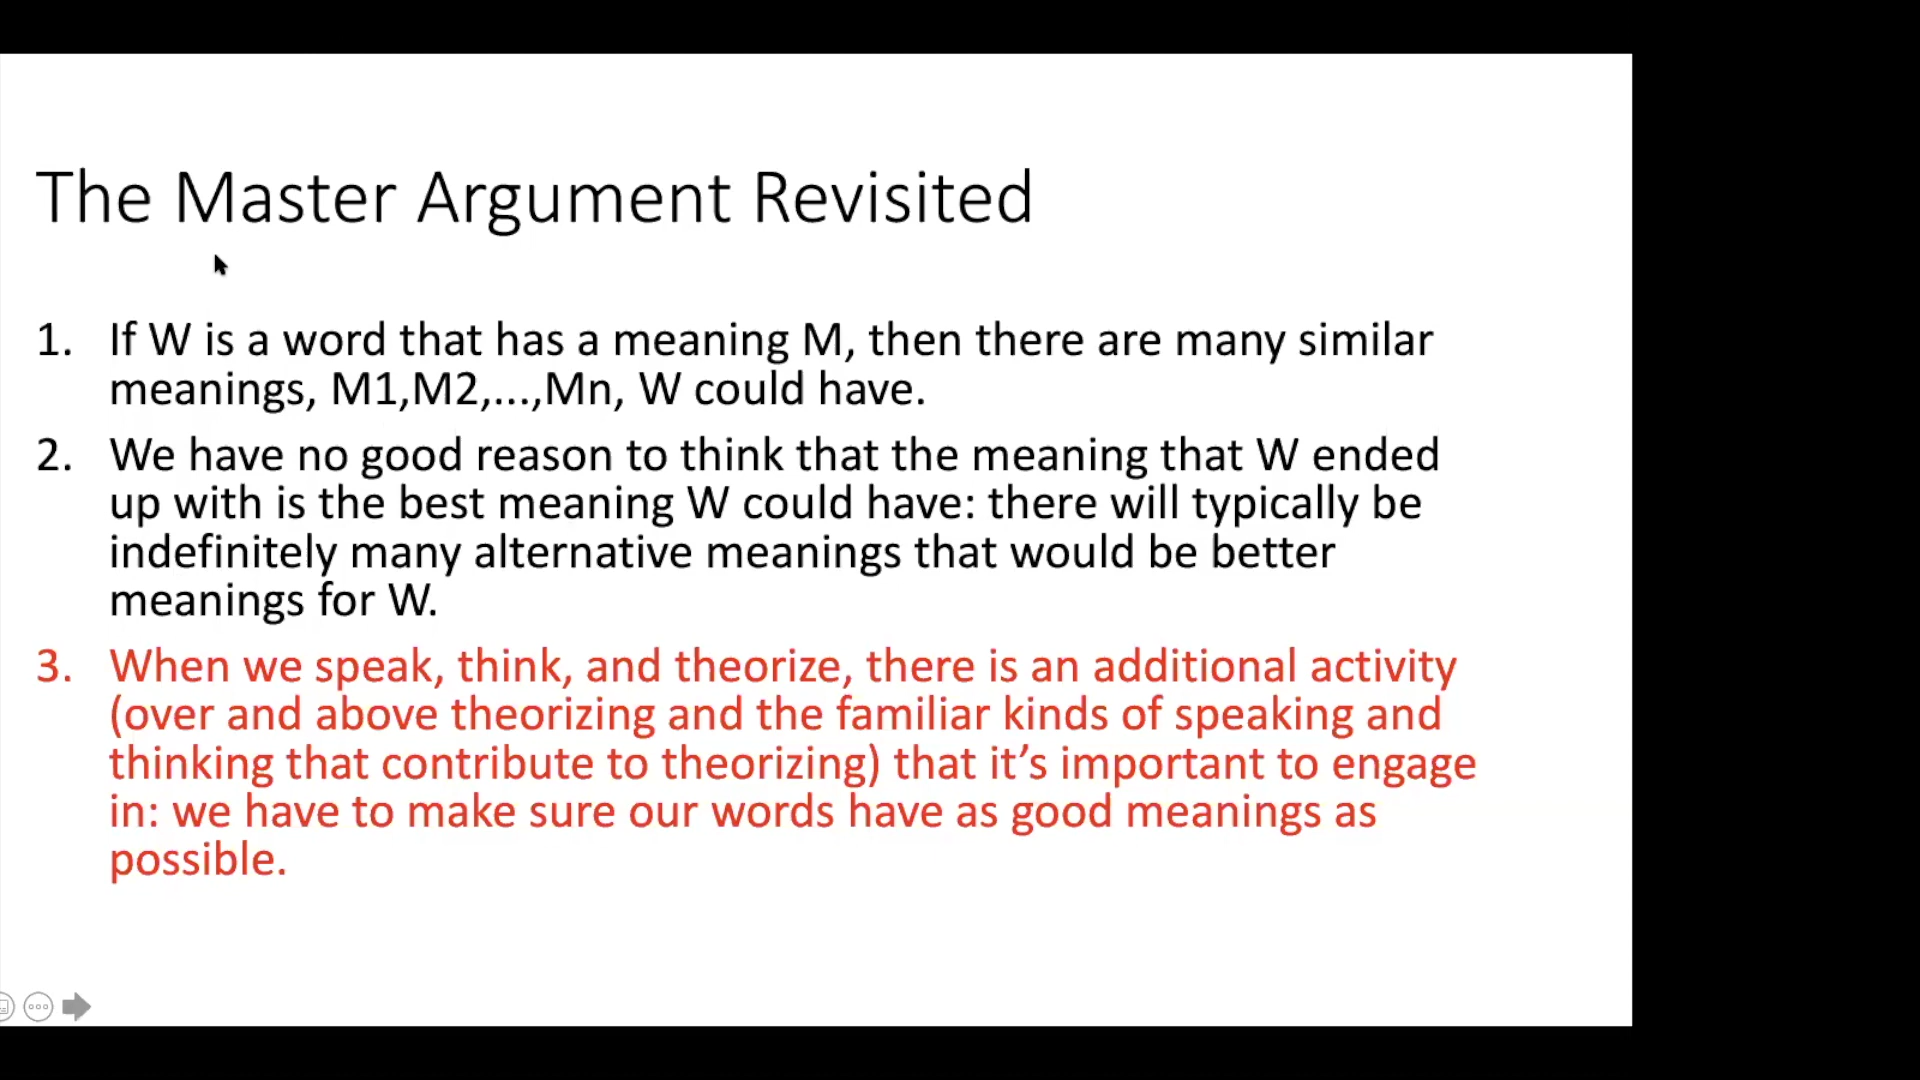 The Master Argument Revisited
1. If W is a word that has a meaning M, then there are many similar
meanings, M1,M2,...,Mn, W could have.
2. We have no good reason to think that the meaning that W ended
up with is the best meaning W could have: there will typically be
indefinitely many alternative meanings that would be better
meanings for W.
3. When we speak, think, and theorize, there is an additional activity
(over and above theorizing and the familiar kinds of speaking and
thinking that contribute to theorizing) that it’s important to engage
in: we have to make sure our words have as good meanings as
possible.